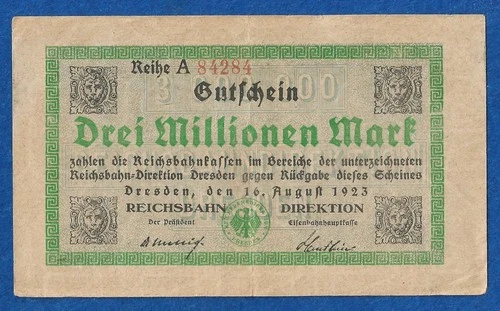 Reihe A 84284
Gutschein
Drei Millionen Mark
zahlen die Reichsbahnkassen im Bereiche der unterzeichneten
Reichsbahn-Direktion Dresden gegen Rückgabe dieses Scheines
Dresden, den 16. August 1923
REICHSBAHN DIREKTION
Der Präsident Eisenbahnhauptkasse